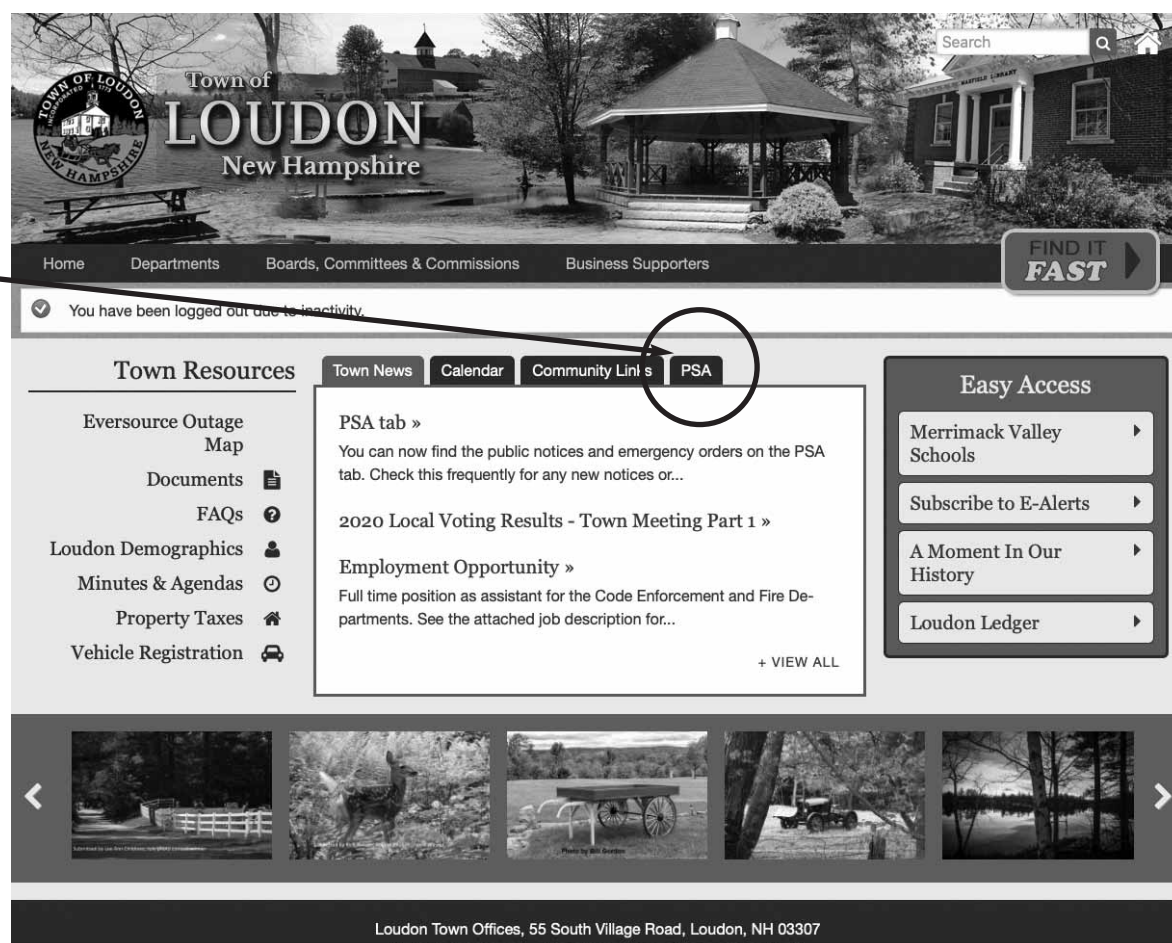 Search
MAXFIELD LIBRARY
TOWN OF LOUDON
INCORPORATED 1773
NEW HAMPSHIRE
Town of
LOUDON
New Hampshire
FIND IT
FAST
Home Departments Boards, Committees & Commissions Business Supporters
You have been logged out due to inactivity.
Town Resources
Eversource Outage
Map
Documents
FAQs
Loudon Demographics
Minutes & Agendas
Property Taxes
Vehicle Registration
Town News Calendar Community Links PSA
PSA tab »
You can now find the public notices and emergency orders on the PSA
tab. Check this frequently for any new notices or...
2020 Local Voting Results - Town Meeting Part 1 »
Employment Opportunity »
Full time position as assistant for the Code Enforcement and Fire De-
partments. See the attached job description for...
+ VIEW ALL
Easy Access
Merrimack Valley
Schools
Subscribe to E-Alerts
A Moment In Our
History
Loudon Ledger
Photo by Bill Gordon
Loudon Town Offices, 55 South Village Road, Loudon, NH 03307